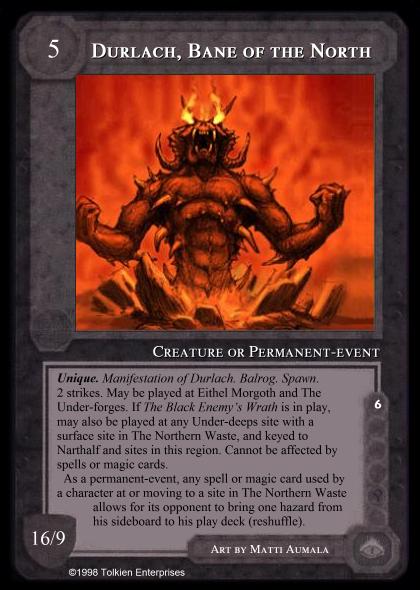 5
Durlach, Bane of the North
Creature or Permanent-event
Unique. Manifestation of Durlach. Balrog. Spawn.
2 strikes. May be played at Eithel Morgoth and The
Under-forges. If The Black Enemy's Wrath is in play,
may also be played at any Under-deeps site with a
surface site in The Northern Waste, and keyed to
Narthalf and sites in this region. Cannot be affected by
spells or magic cards.
As a permanent-event, any spell or magic card used by
a character at or moving to a site in The Northern Waste
allows for its opponent to bring one hazard from
his sideboard to his play deck (reshuffle).
6
16/9
Art by Matti Aumala
©1998 Tolkien Enterprises